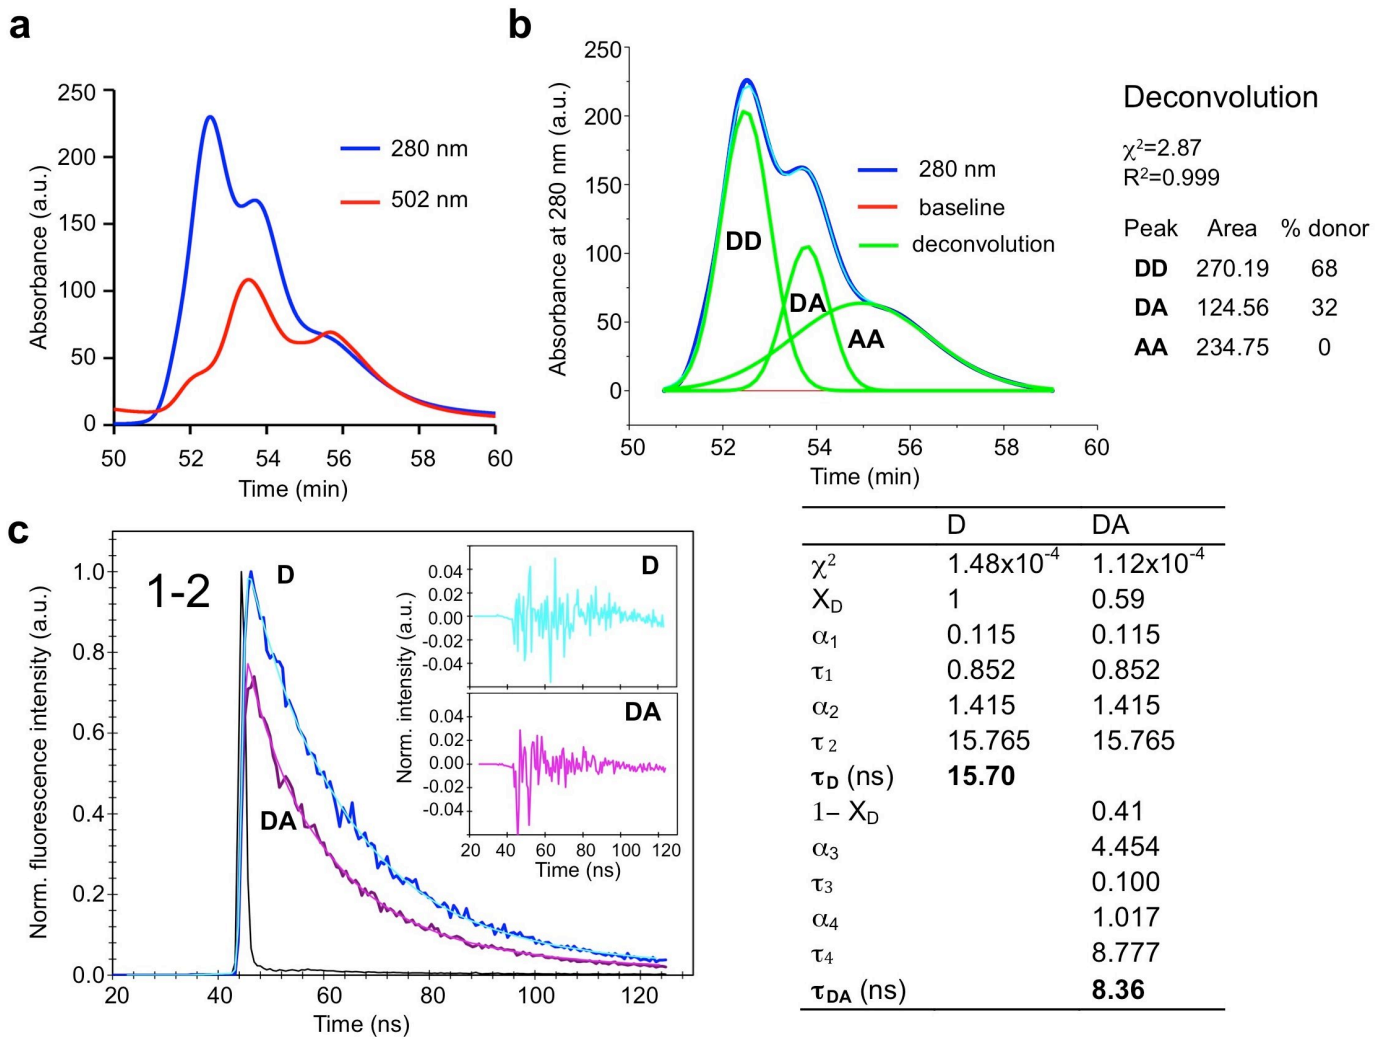 a
Absorbance (a.u.)
250
200
150
100
50
0
50 52 54 56 58 60
Time (min)
280 nm
502 nm
b
Absorbance at 280 nm (a.u.)
250
200
150
100
50
0
50 52 54 56 58 60
Time (min)
280 nm
baseline
deconvolution
DD
DA
AA
Deconvolution
χ²=2.87
R²=0.999
Peak Area % donor
DD 270.19 68
DA 124.56 32
AA 234.75 0
c
Norm. fluorescence intensity (a.u.)
1.0
0.8
0.6
0.4
0.2
0.0
20 40 60 80 100 120
Time (ns)
1-2
D
DA
Norm. intensity (a.u.)
0.04
0.02
0.00
-0.02
-0.04
D
0.04
0.02
0.00
-0.02
-0.04
DA
20 40 60 80 100 120
Time (ns)
D DA
χ² 1.48x10⁻⁴ 1.12x10⁻⁴
X_D 1 0.59
α₁ 0.115 0.115
τ₁ 0.852 0.852
α₂ 1.415 1.415
τ₂ 15.765 15.765
τ_D (ns) 15.70
1– X_D 0.41
α₃ 4.454
τ₃ 0.100
α₄ 1.017
τ₄ 8.777
τ_DA (ns) 8.36